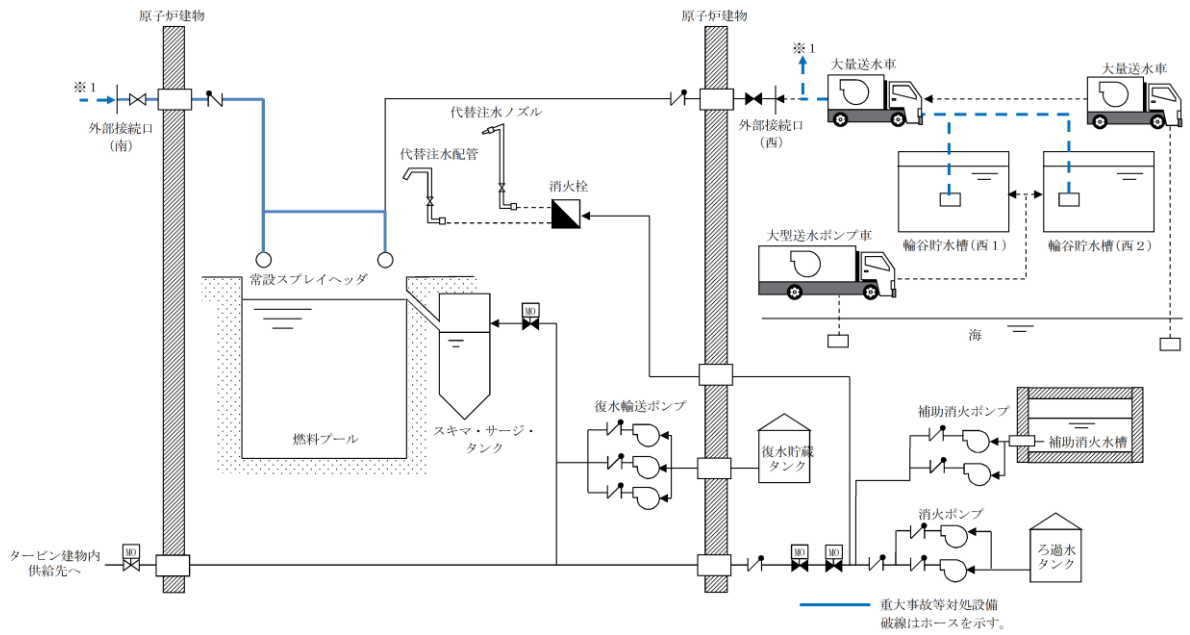 原子炉建物
原子炉建物
※1
※1
大量送水車
大量送水車
外部接続口
(南)
代替注水ノズル
外部接続口
(西)
代替注水配管
消火栓
輪谷貯水槽(西1)
輪谷貯水槽(西2)
大型送水ポンプ車
常設スプレイヘッダ
海
MO
燃料プール
スキマ・サージ・
タンク
復水輸送ポンプ
復水貯蔵
タンク
補助消火ポンプ
補助消火水槽
消火ポンプ
ろ過水
タンク
タービン建物内
供給先へ
MO
MO
MO
重大事故等対処設備
破線はホースを示す。